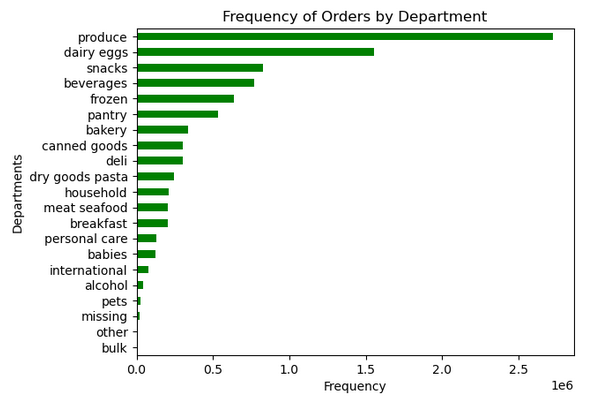 Frequency of Orders by Department
produce
dairy eggs
snacks
beverages
frozen
pantry
bakery
canned goods
deli
dry goods pasta
household
meat seafood
breakfast
personal care
babies
international
alcohol
pets
missing
other
bulk
Departments
0.0 0.5 1.0 1.5 2.0 2.5
1e6
Frequency